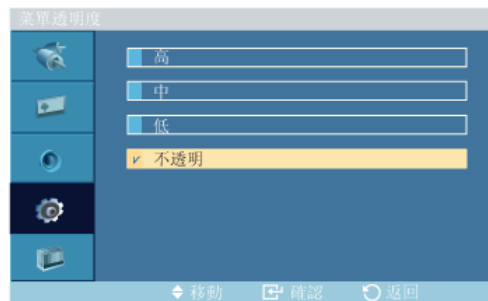 菜單透明度
高
中
低
不透明
移動 確認 返回